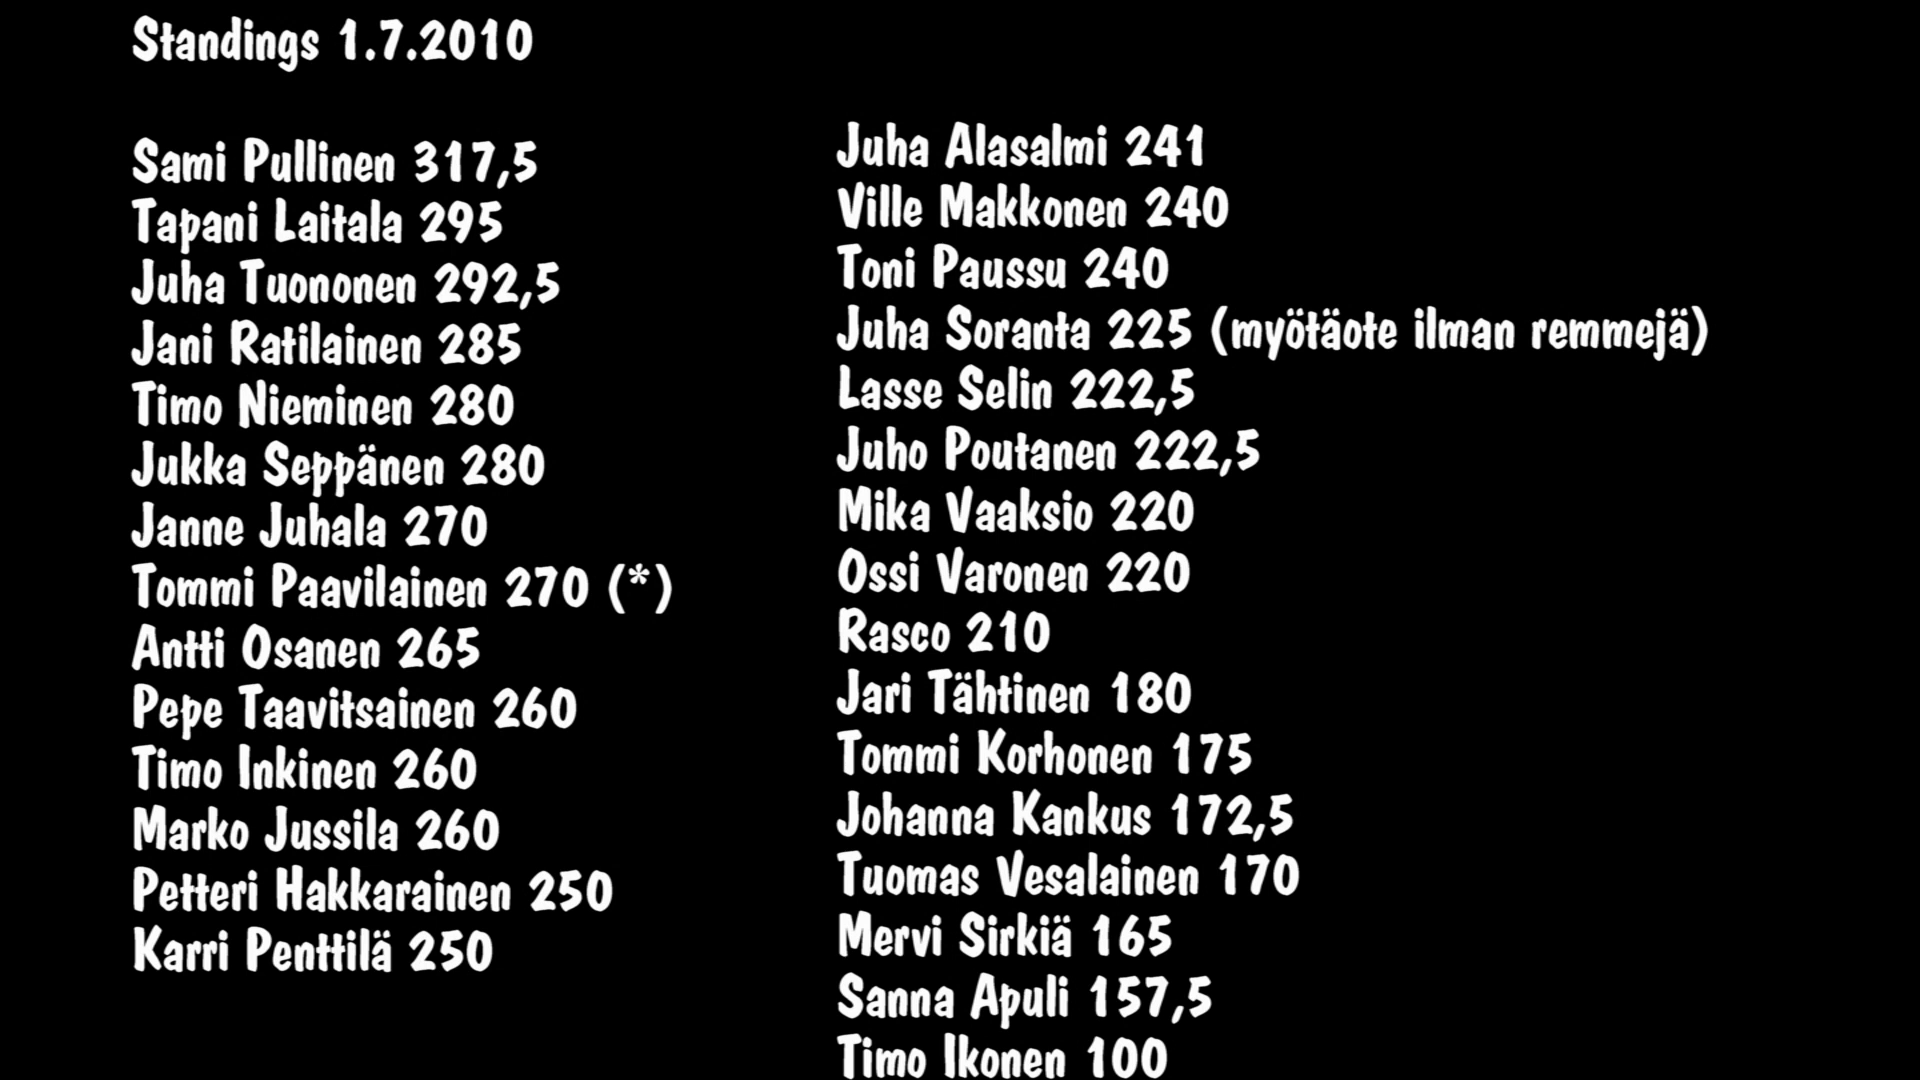 Standings 1.7.2010
Sami Pullinen 317,5
Tapani Laitala 295
Juha Tuononen 292,5
Jani Ratilainen 285
Timo Nieminen 280
Jukka Seppänen 280
Janne Juhala 270
Tommi Paavilainen 270 (*)
Antti Osanen 265
Pepe Taavitsainen 260
Timo Inkinen 260
Marko Jussila 260
Petteri Hakkarainen 250
Karri Penttilä 250
Juha Alasalmi 241
Ville Makkonen 240
Toni Paussu 240
Juha Soranta 225 (myötäote ilman remmejä)
Lasse Selin 222,5
Juho Poutanen 222,5
Mika Vaaksio 220
Ossi Varonen 220
Rasco 210
Jari Tähtinen 180
Tommi Korhonen 175
Johanna Kankus 172,5
Tuomas Vesalainen 170
Mervi Sirkiä 165
Sanna Apuli 157,5
Timo Ikonen 100